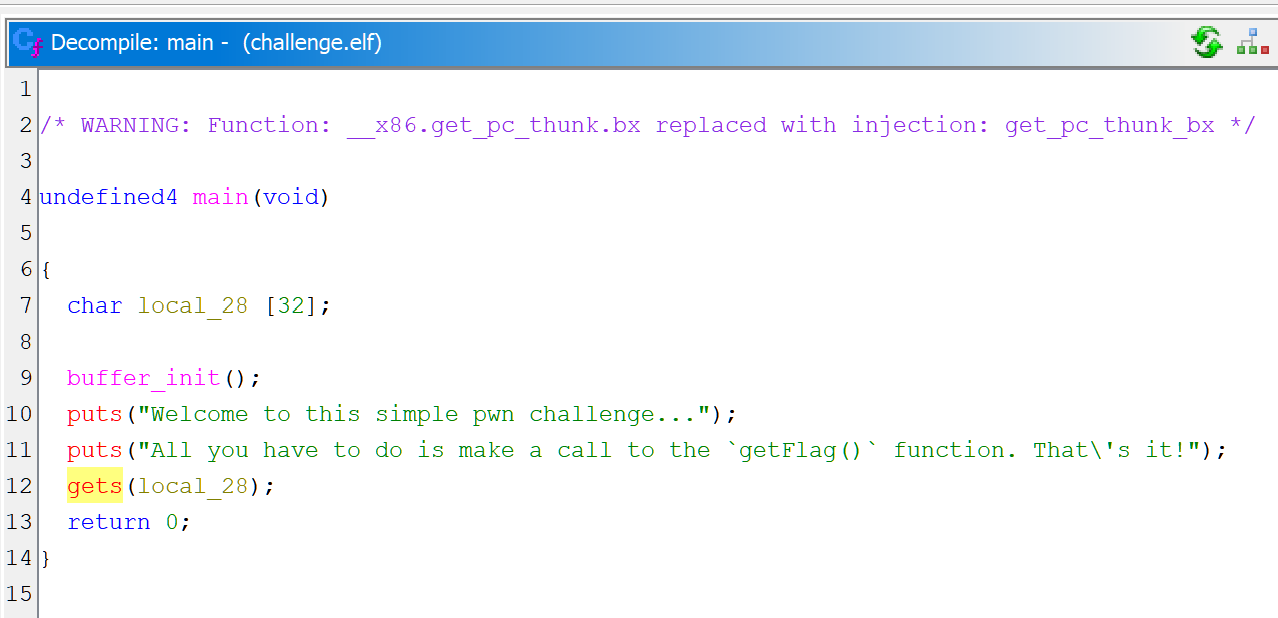 Decompile: main - (challenge.elf)
1
2 /* WARNING: Function: __x86.get_pc_thunk.bx replaced with injection: get_pc_thunk_bx */
3
4 undefined4 main(void)
5
6 {
7   char local_28 [32];
8
9   buffer_init();
10   puts("Welcome to this simple pwn challenge...");
11   puts("All you have to do is make a call to the `getFlag()` function. That\'s it!");
12   gets(local_28);
13   return 0;
14 }
15